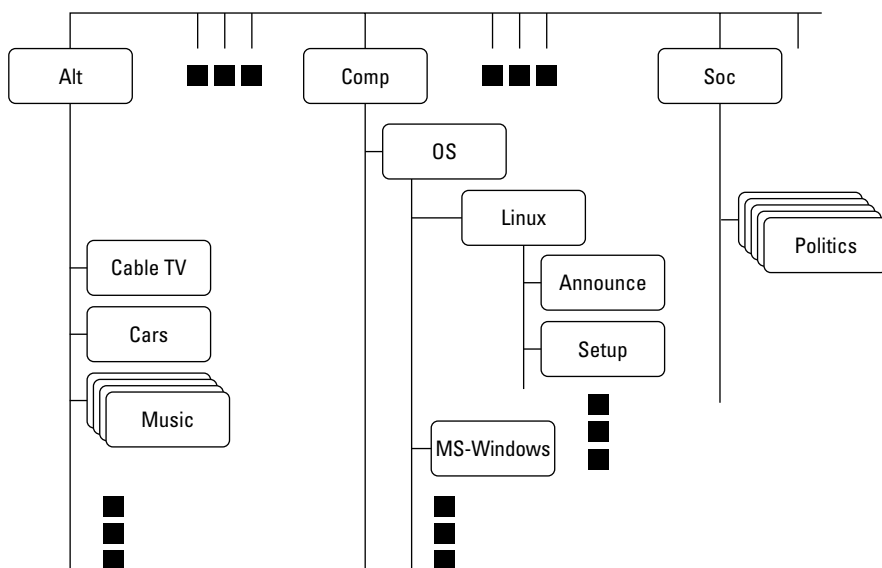 Alt
Comp
Soc
OS
Linux
Politics
Cable TV
Announce
Cars
Setup
Music
MS-Windows